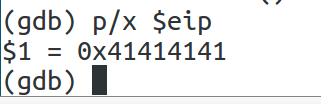 (gdb) p/x $eip
$1 = 0x41414141
(gdb)